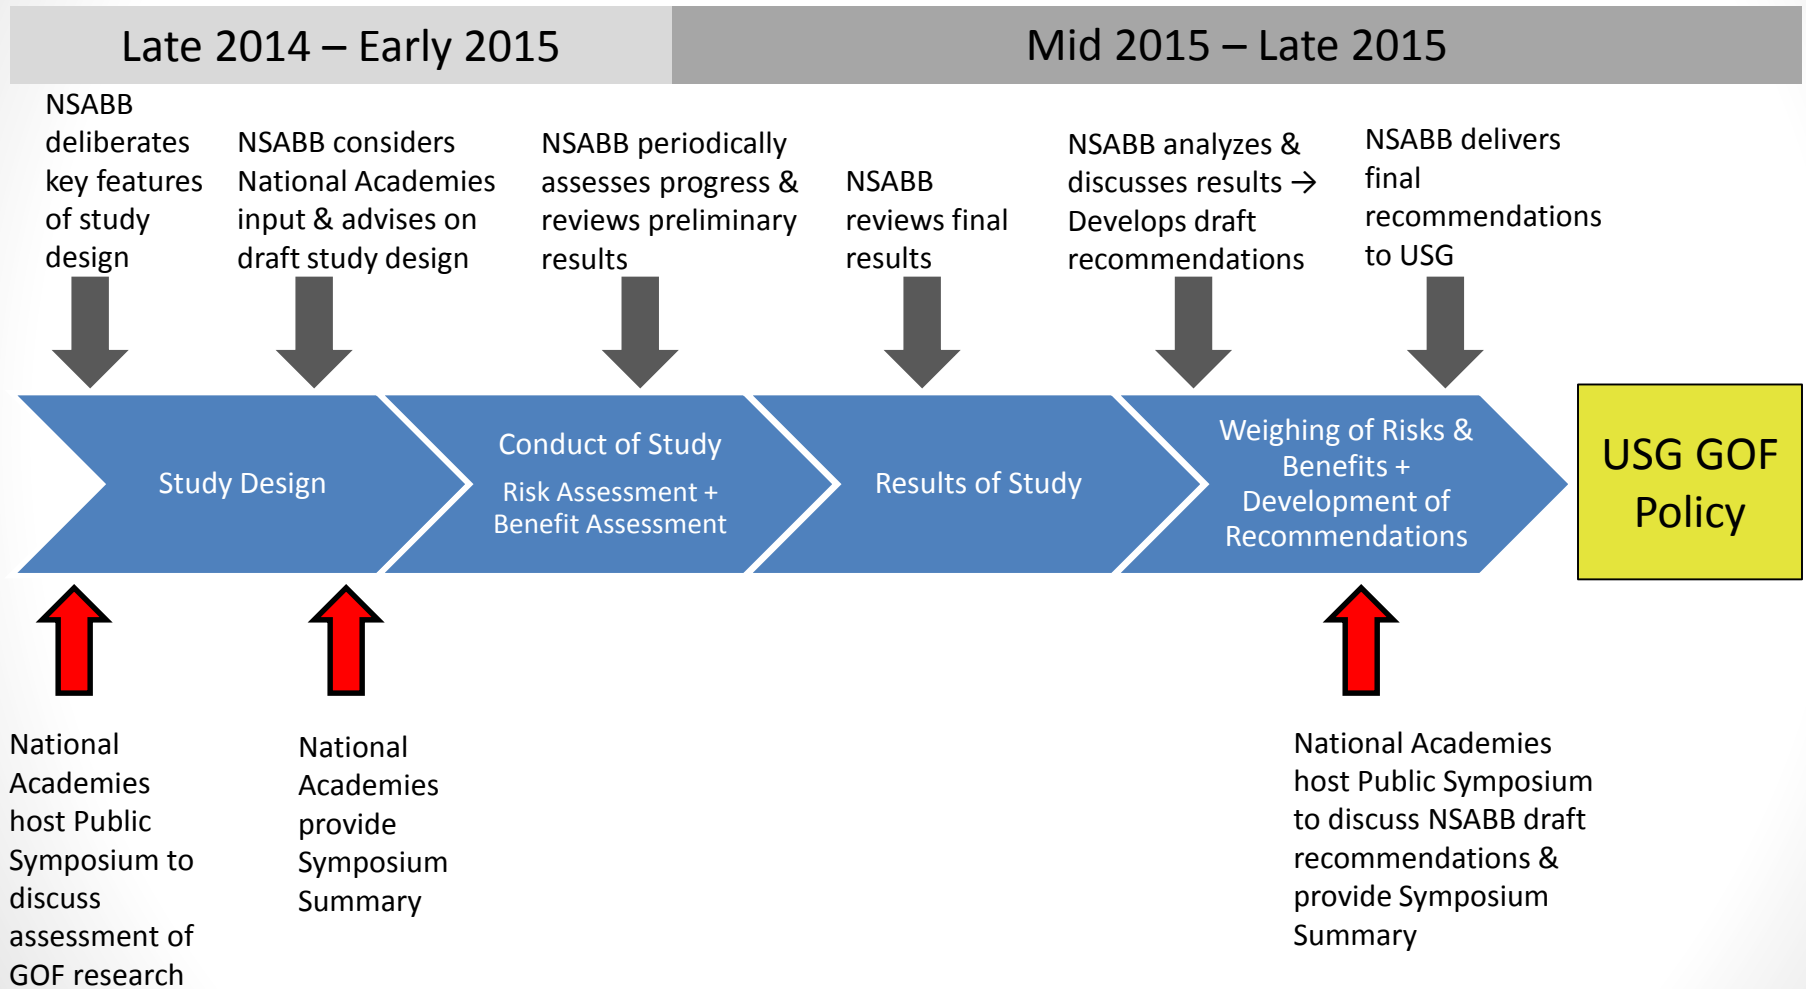 Late 2014 – Early 2015
Mid 2015 – Late 2015
NSABB
deliberates
key features
of study
design
NSABB considers
National Academies
input & advises on
draft study design
NSABB periodically
assesses progress &
reviews preliminary
results
NSABB
reviews final
results
NSABB analyzes &
discusses results →
Develops draft
recommendations
NSABB delivers
final
recommendations
to USG
Study Design
Conduct of Study
Risk Assessment +
Benefit Assessment
Results of Study
Weighing of Risks &
Benefits +
Development of
Recommendations
USG GOF
Policy
National
Academies
host Public
Symposium to
discuss
assessment of
GOF research
National
Academies
provide
Symposium
Summary
National Academies
host Public Symposium
to discuss NSABB draft
recommendations &
provide Symposium
Summary